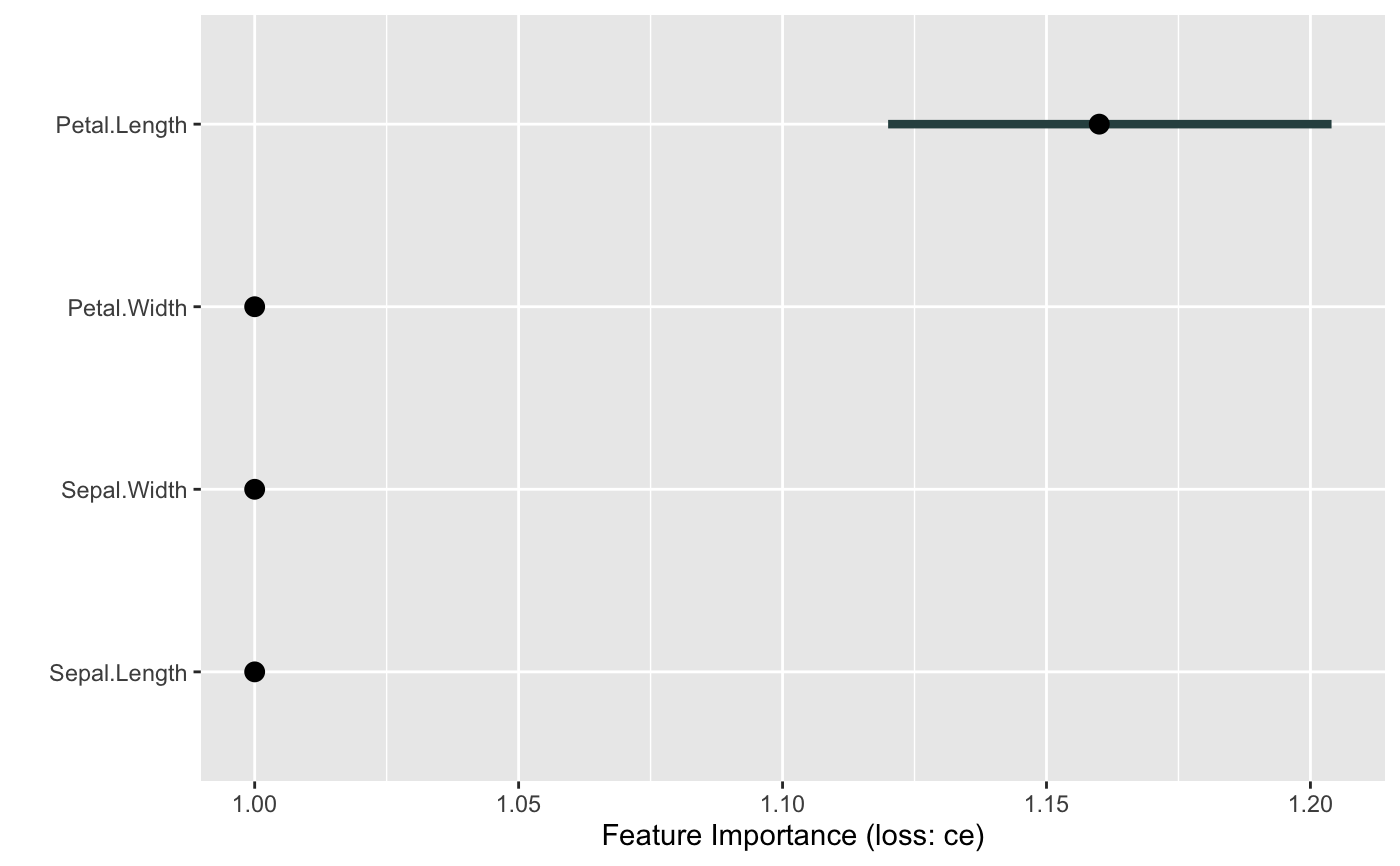 Petal.Length
Petal.Width
Sepal.Width
Sepal.Length
1.00 1.05 1.10 1.15 1.20
Feature Importance (loss: ce)